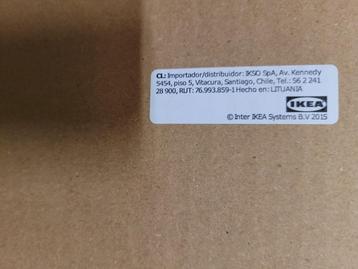 CL: Importador/distribuidor: IKSO SpA, Av. Kennedy
5454, piso 5, Vitacura, Santiago, Chile, Tel.: 56 2 241
28 900, RUT: 76.993.859-1 Hecho en: LITUANIA
IKEA
© Inter IKEA Systems B.V 2015